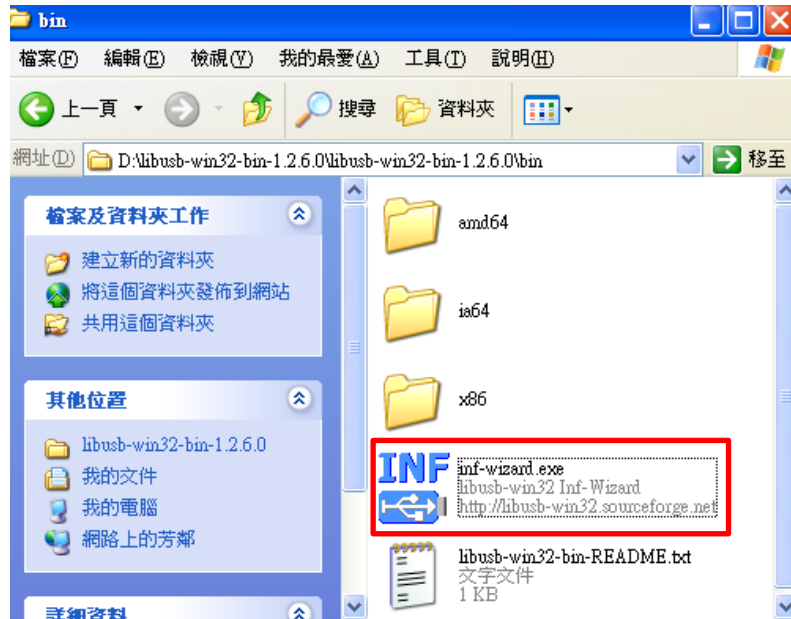 bin
檔案(F) 編輯(E) 檢視(V) 我的最愛(A) 工具(T) 說明(H)
上一頁 搜尋 資料夾
網址(D) D:\libusb-win32-bin-1.2.6.0\libusb-win32-bin-1.2.6.0\bin 移至
檔案及資料夾工作
建立新的資料夾
將這個資料夾發佈到網站
共用這個資料夾
其他位置
libusb-win32-bin-1.2.6.0
我的文件
我的電腦
網路上的芳鄰
詳細資料
amd64
ia64
x86
INF
inf-wizard.exe
libusb-win32 Inf-Wizard
http://libusb-win32.sourceforge.net
libusb-win32-bin-README.txt
文字文件
1 KB